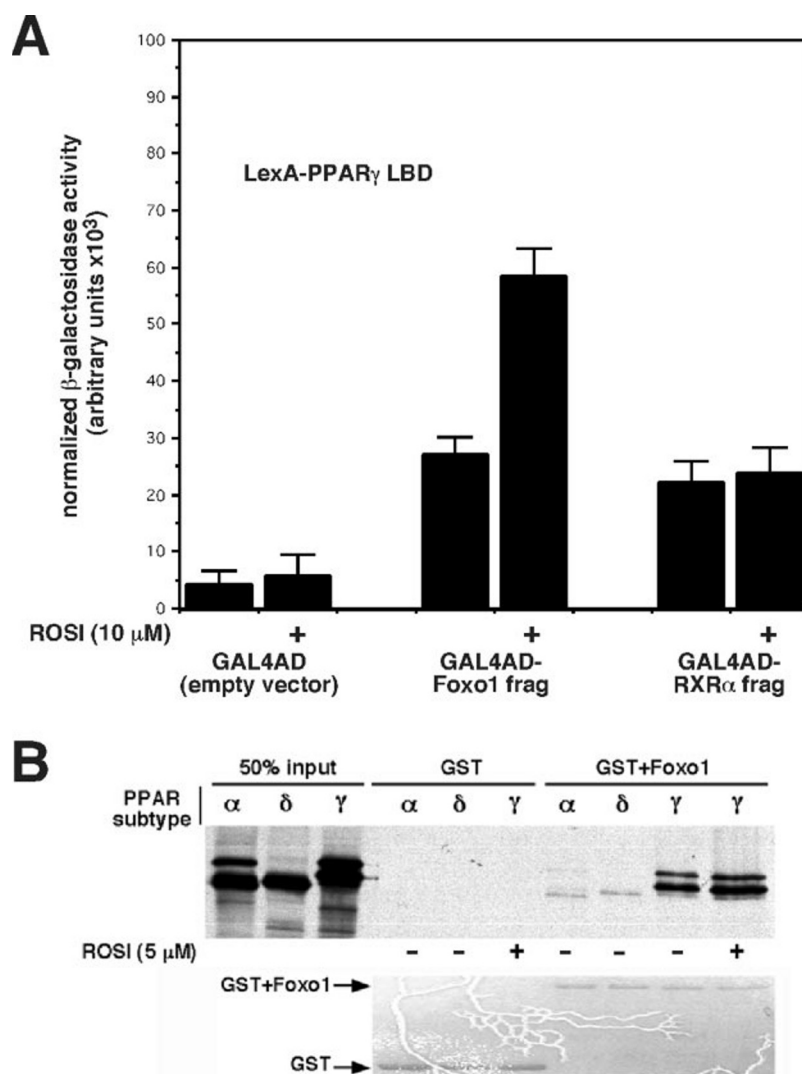 A
normalized β-galactosidase activity
(arbitrary units x10³)
100
90
80
70
60
50
40
30
20
10
0
LexA-PPARγ LBD
ROSI (10 μM)
+ + +
GAL4AD
(empty vector)
GAL4AD-
Foxo1 frag
GAL4AD-
RXRα frag
B
50% input GST GST+Foxo1
PPAR
subtype
α δ γ α δ γ α δ γ γ
ROSI (5 μM) - - + - - - +
GST+Foxo1
GST